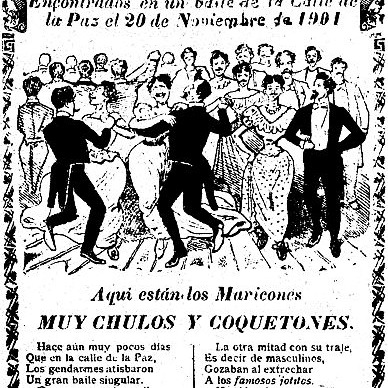 Encontrados en un baile de la Calle de
la Paz el 20 de Noviembre de 1901
Aquí están los Maricones
MUY CHULOS Y COQUETONES.
Hace aún muy pocos días
Que en la calle de la Paz,
Los gendarmes atisbaron
Un gran baile singular.
La otra mitad con su traje,
Es decir de masculinos,
Gozaban al extrechar
A los famosos jotitos.